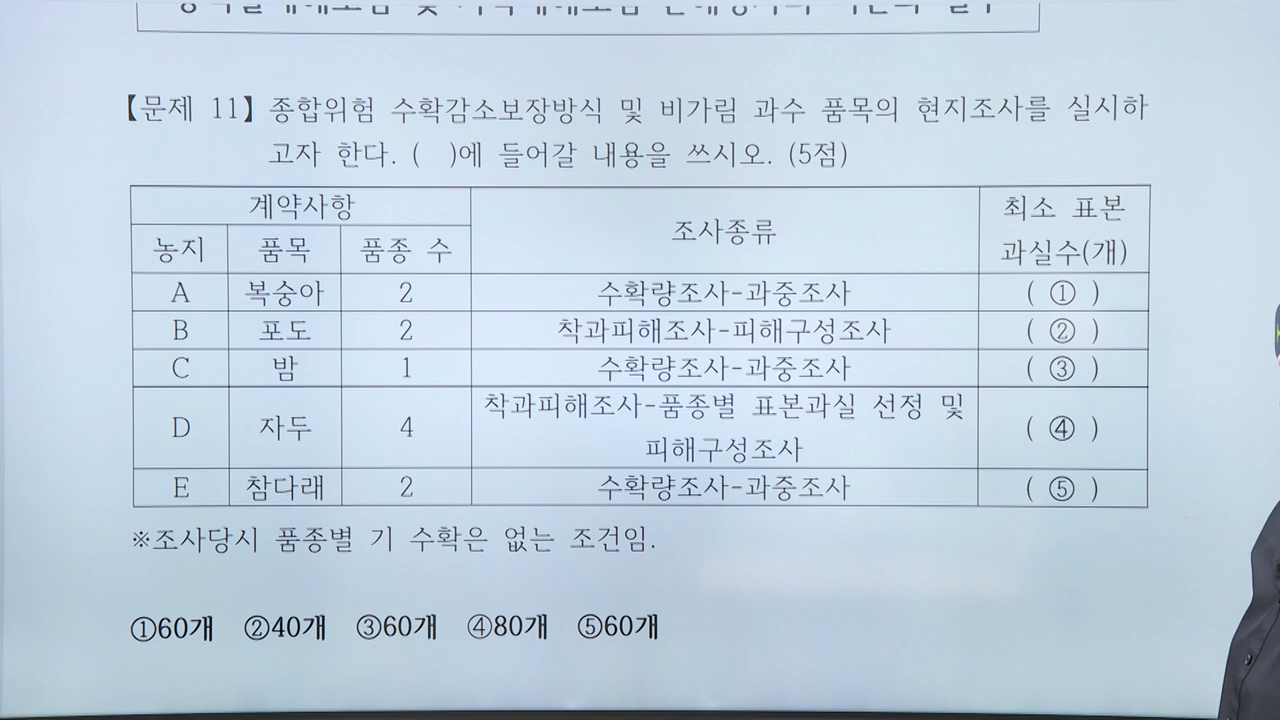 【문제 11】 종합위험 수확감소보장방식 및 비가림 과수 품목의 현지조사를 실시하
고자 한다. (  )에 들어갈 내용을 쓰시오. (5점)
계약사항 조사종류 최소 표본 과실수(개)
농지 품목 품종 수
A 복숭아 2 수확량조사-과중조사 ( ① )
B 포도 2 착과피해조사-피해구성조사 ( ② )
C 밤 1 수확량조사-과중조사 ( ③ )
D 자두 4 착과피해조사-품종별 표본과실 선정 및 피해구성조사 ( ④ )
E 참다래 2 수확량조사-과중조사 ( ⑤ )
※조사당시 품종별 기 수확은 없는 조건임.
①60개 ②40개 ③60개 ④80개 ⑤60개